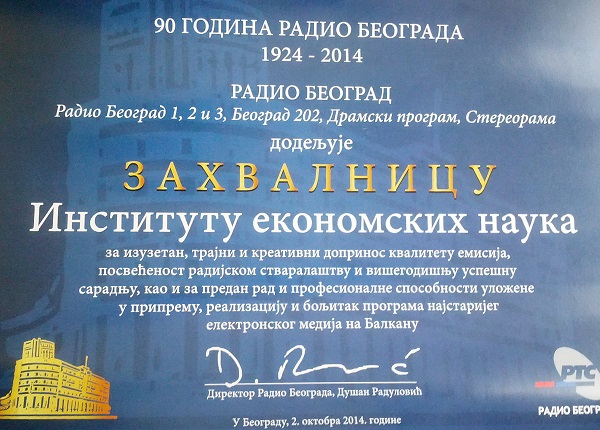 90 ГОДИНА РАДИО БЕОГРАДА
1924 - 2014
РАДИО БЕОГРАД
Радио Београд 1, 2 и 3, Београд 202, Драмски програм, Стереорама
додељује
ЗАХВАЛНИЦУ
Институту економских наука
за изузетан, трајни и креативни допринос квалитету емисија,
посвећеност радијском стваралаштву и вишегодишњу успешну
сарадњу, као и за предан рад и професионалне способности уложене
у припрему, реализацију и бољитак програма најстаријег
електронског медија на Балкану
Директор Радио Београда, Душан Радуловић
РТС
РАДИО БЕОГР
У Београду, 2. октобра 2014. године